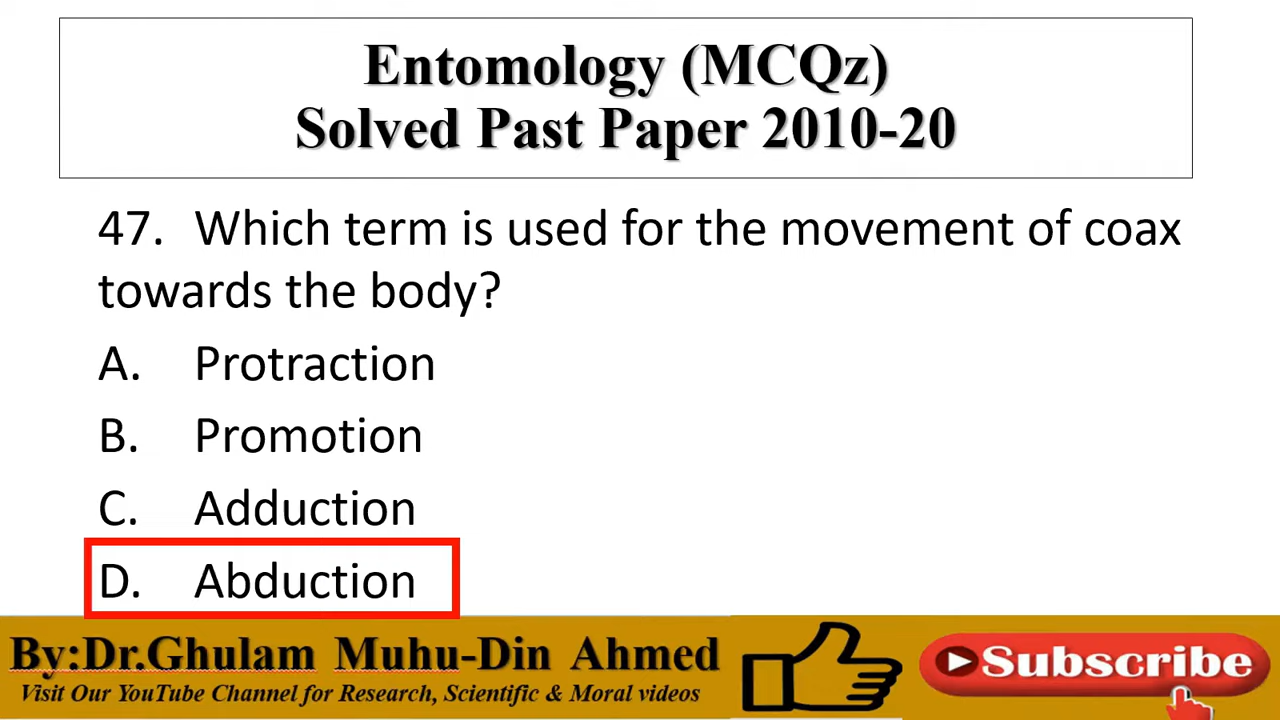 Entomology (MCQz)
Solved Past Paper 2010-20
47. Which term is used for the movement of coax
towards the body?
A. Protraction
B. Promotion
C. Adduction
D. Abduction
By:Dr.Ghulam Muhu-Din Ahmed
Visit Our YouTube Channel for Research, Scientific & Moral videos
Subscribe